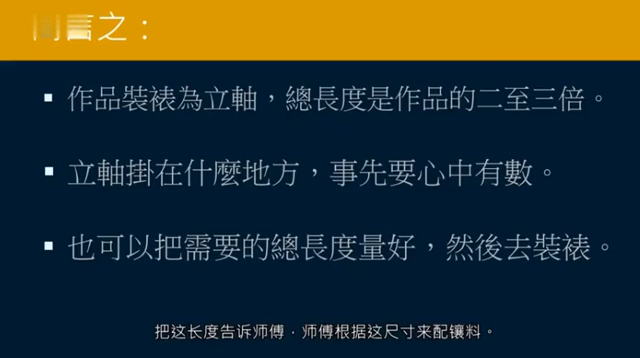 言之：
▪ 作品裝裱為立軸，總長度是作品的二至三倍。
▪ 立軸掛在什麼地方，事先要心中有數。
▪ 也可以把需要的總長度量好，然後去裝裱。
把这长度告诉师傅．师傅根据这尺寸来配镶料。